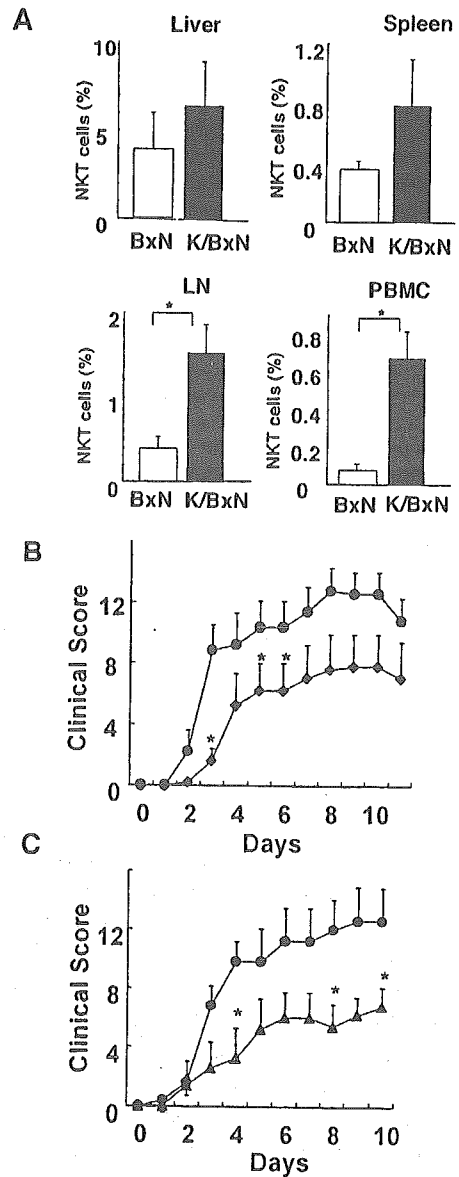 A
Liver
Spleen
NKT cells (%)
10
5
0
BxN K/BxN
NKT cells (%)
1.2
0.8
0.4
0
BxN K/BxN
LN
PBMC
NKT cells (%)
2
1
0
*
BxN K/BxN
NKT cells (%)
0.8
0.6
0.4
0.2
0
*
BxN K/BxN
B
Clinical Score
12
8
4
0
* * *
0 2 4 6 8 10
Days
C
Clinical Score
12
8
4
0
* * *
0 2 4 6 8 10
Days